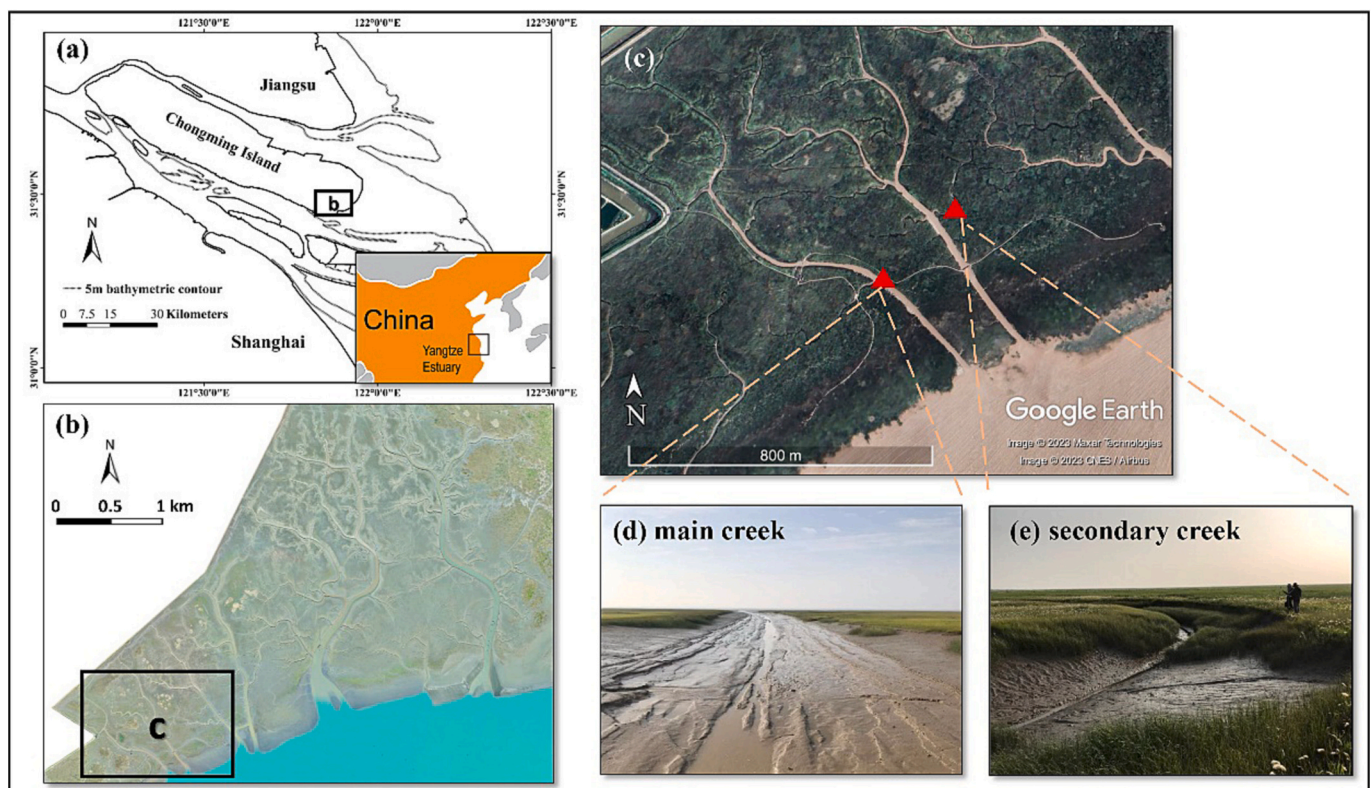 121°30'0"E
122°0'0"E
122°30'0"E
(a)
Jiangsu
Chongming Island
b
31°30'0"N
31°30'0"N
N
5m bathymetric contour
0 7.5 15 30 Kilometers
Shanghai
China
Yangtze
Estuary
31°0'0"N
31°0'0"N
121°30'0"E
122°0'0"E
122°30'0"E
(b)
N
0 0.5 1 km
c
(c)
N
800 m
Google Earth
Image © 2023 Maxar Technologies
Image © 2023 CNES / Airbus
(d) main creek
(e) secondary creek